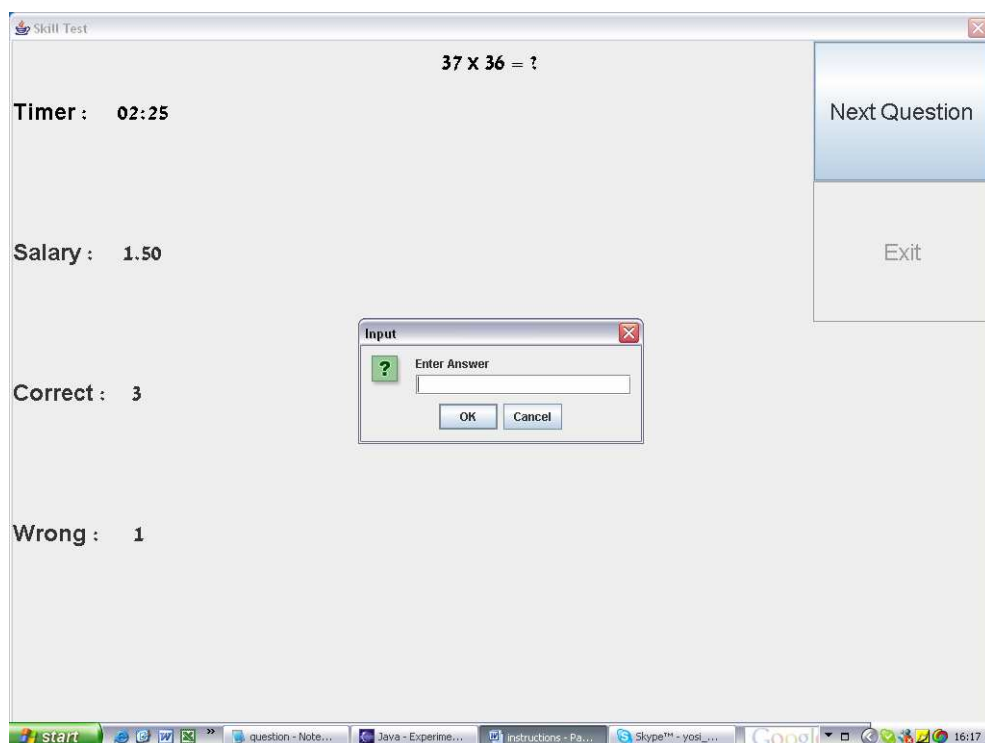 Skill Test
37 X 36 = ?
Timer : 02:25
Next Question
Salary : 1.50
Exit
Input
? Enter Answer
OK Cancel
Correct : 3
Wrong : 1
start W » question - Note... Java - Experime... instructions - Pa... Skype™ - yosi_... Googl 16:17